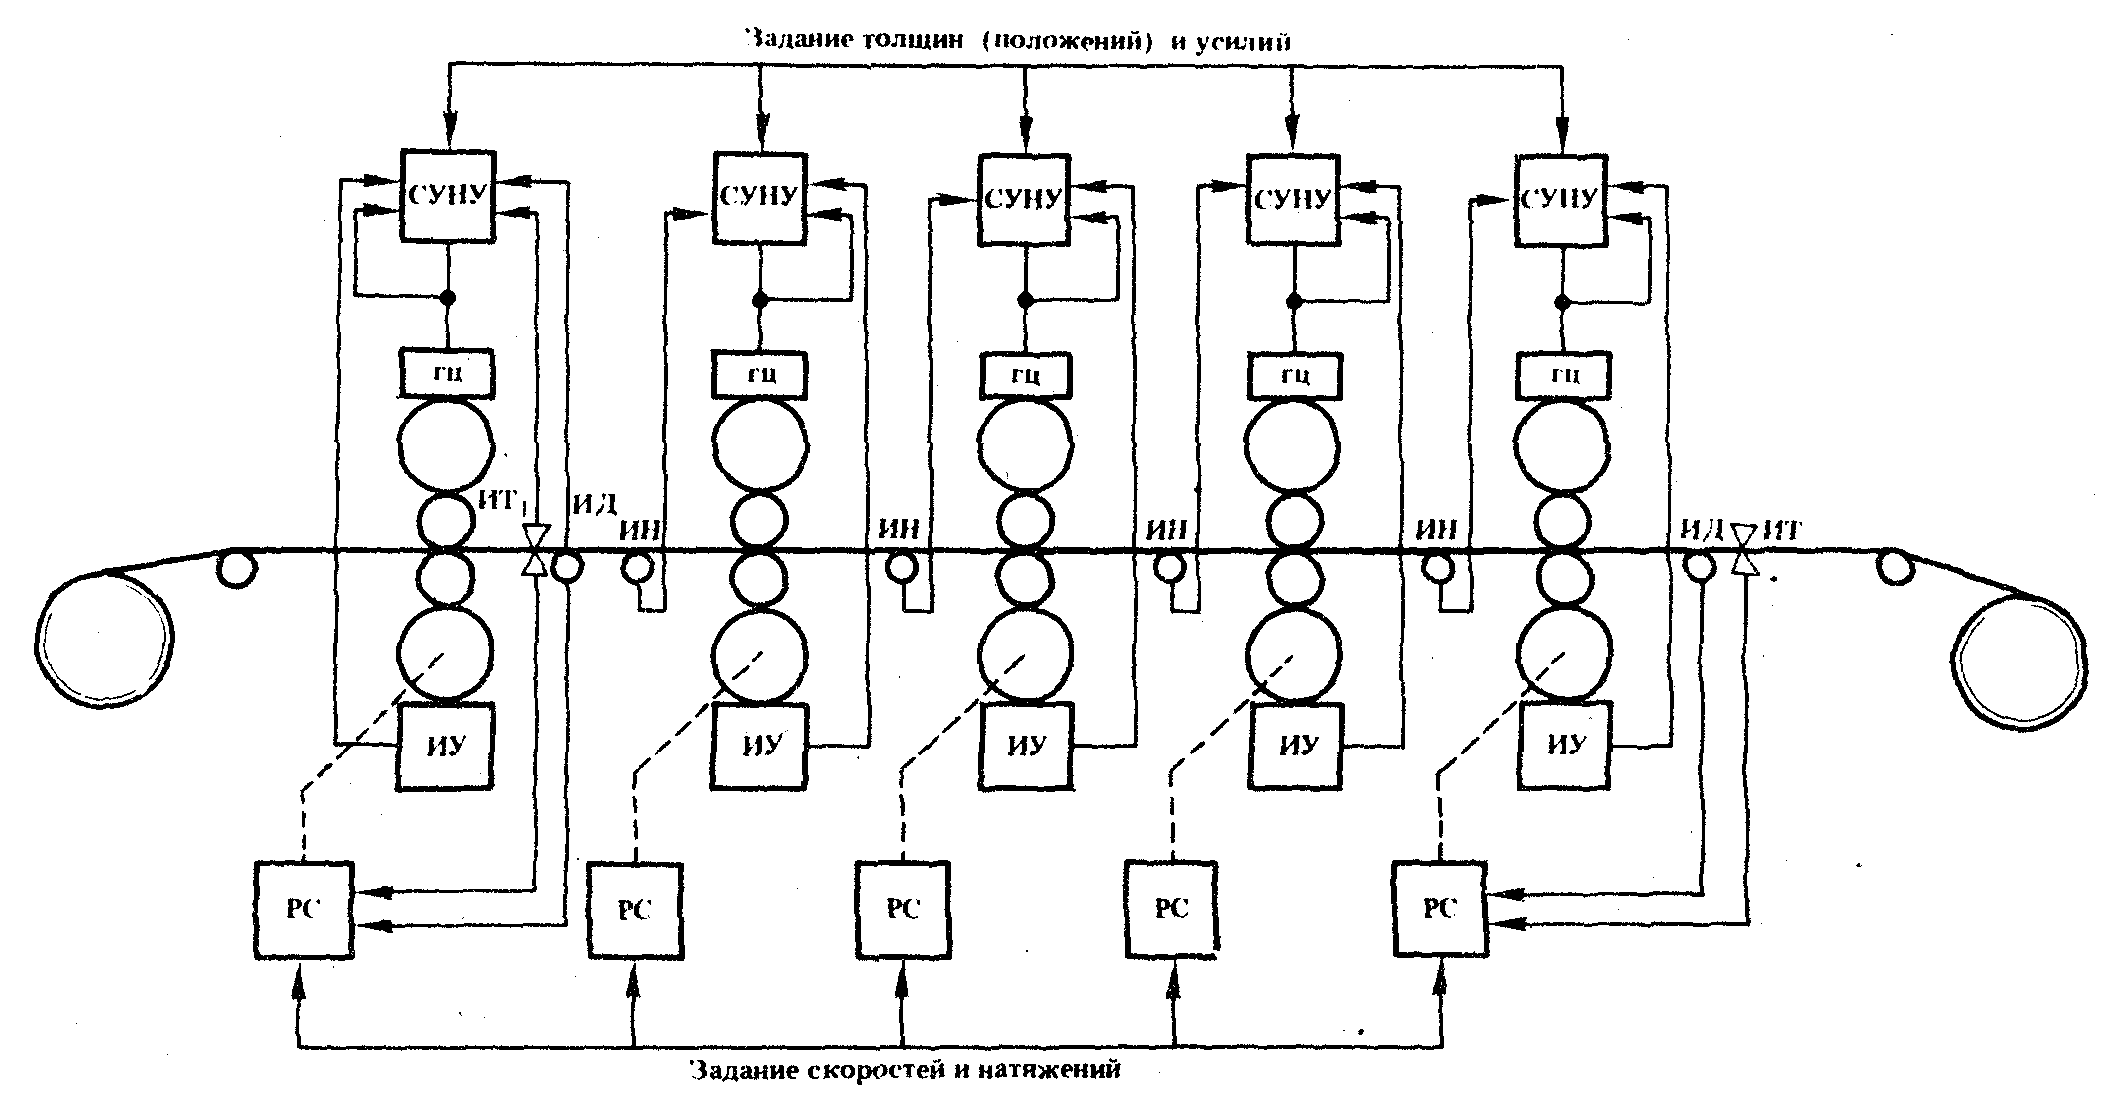 Задание толщин (положений) и усилий
СУНУ СУНУ СУНУ СУНУ СУНУ
ГЦ ГЦ ГЦ ГЦ ГЦ
ИТ1 ИД ИН ИН ИН ИН ИД ИТ
ИУ ИУ ИУ ИУ ИУ
РС РС РС РС РС
Задание скоростей и натяжений